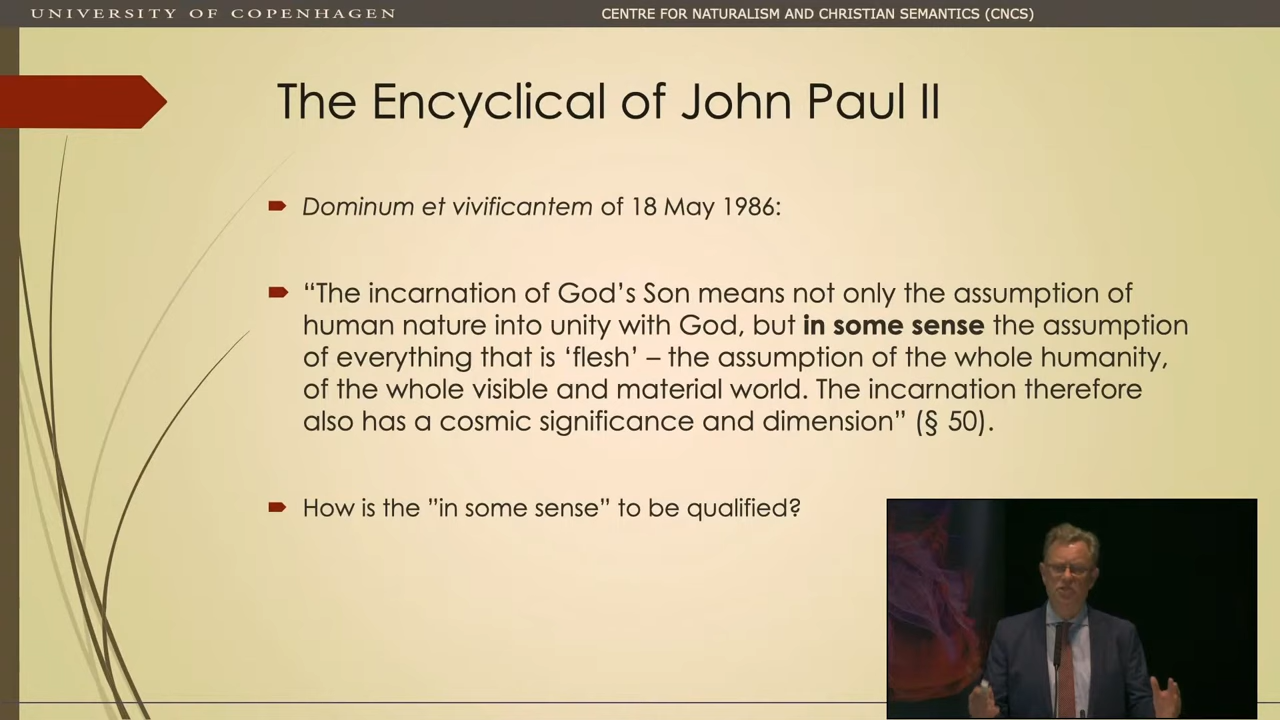 UNIVERSITY OF COPENHAGEN
CENTRE FOR NATURALISM AND CHRISTIAN SEMANTICS (CNCS)
The Encyclical of John Paul II
Dominum et vivificantem of 18 May 1986:
“The incarnation of God’s Son means not only the assumption of
human nature into unity with God, but in some sense the assumption
of everything that is ‘flesh’ – the assumption of the whole humanity,
of the whole visible and material world. The incarnation therefore
also has a cosmic significance and dimension” (§ 50).
How is the ”in some sense” to be qualified?